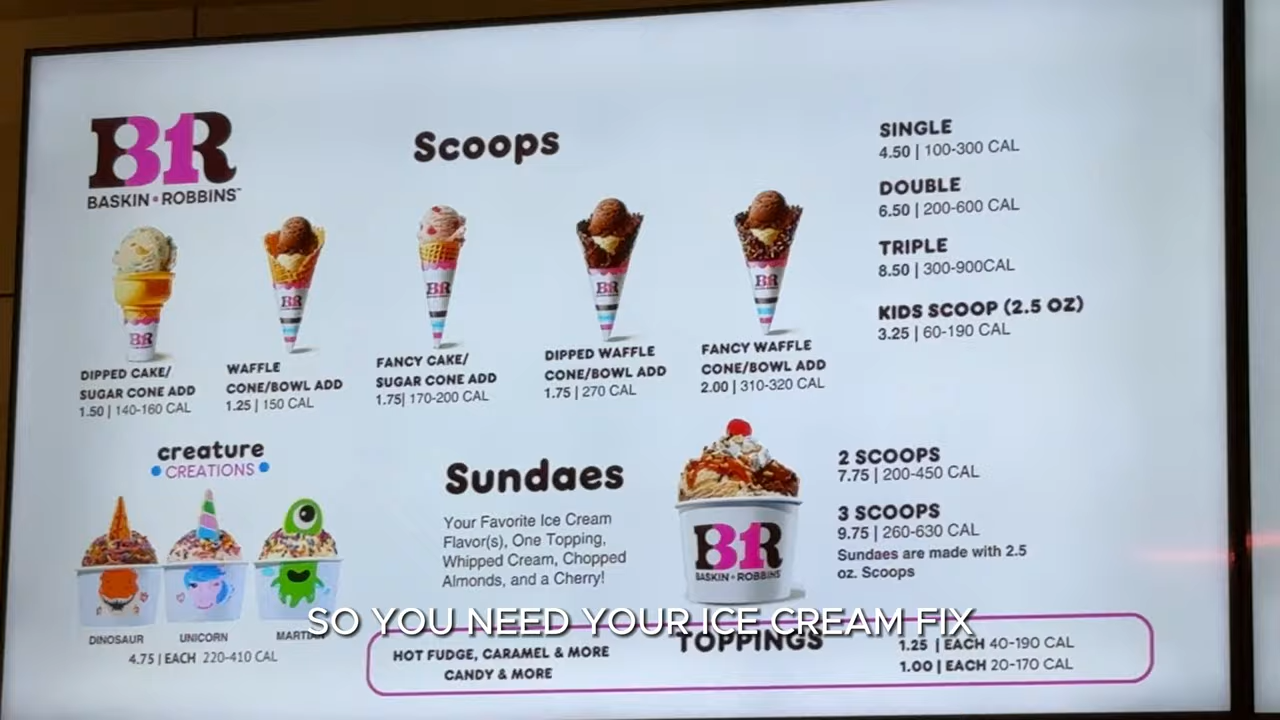 BR
BASKIN • ROBBINS™
Scoops
SINGLE
4.50 | 100-300 CAL
DOUBLE
6.50 | 200-600 CAL
TRIPLE
8.50 | 300-900CAL
KIDS SCOOP (2.5 OZ)
3.25 | 60-190 CAL
BR
BR
BR
BR
BR
DIPPED CAKE/
SUGAR CONE ADD
1.50 | 140-160 CAL
WAFFLE
CONE/BOWL ADD
1.25 | 150 CAL
FANCY CAKE/
SUGAR CONE ADD
1.75| 170-200 CAL
DIPPED WAFFLE
CONE/BOWL ADD
1.75 | 270 CAL
FANCY WAFFLE
CONE/BOWL ADD
2.00 | 310-320 CAL
creature
• CREATIONS •
DINOSAUR
UNICORN
4.75 | EACH 220-410 CAL
Sundaes
Your Favorite Ice Cream
Flavor(s), One Topping,
Whipped Cream, Chopped
Almonds, and a Cherry!
BR
BASKIN • ROBBINS
2 SCOOPS
7.75 | 200-450 CAL
3 SCOOPS
9.75 | 260-630 CAL
Sundaes are made with 2.5
oz. Scoops
SO YOU NEED YOUR ICE CREAM FIX
TOPPINGS
HOT FUDGE, CARAMEL & MORE
CANDY & MORE
1.25 | EACH 40-190 CAL
1.00 | EACH 20-170 CAL